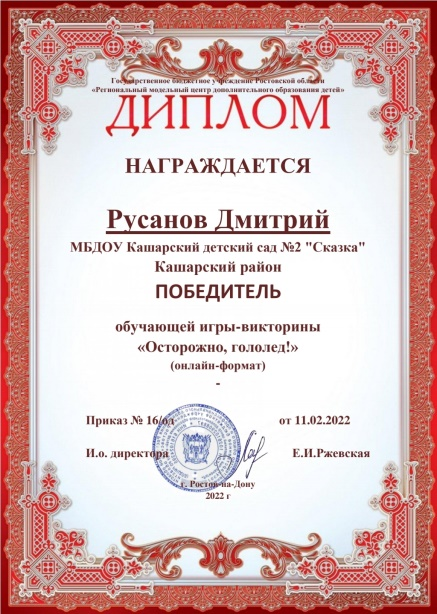 Государственное бюджетное учреждение Ростовской области
«Региональный модельный центр дополнительного образования детей»
ДИПЛОМ
НАГРАЖДАЕТСЯ
Русанов Дмитрий
МБДОУ Кашарский детский сад №2 "Сказка"
Кашарский район
ПОБЕДИТЕЛЬ
обучающей игры-викторины
«Осторожно, гололед!»
(онлайн-формат)
-
Приказ № 16/од от 11.02.2022
И.о. директора Е.И.Ржевская
г. Ростов-на-Дону
2022 г